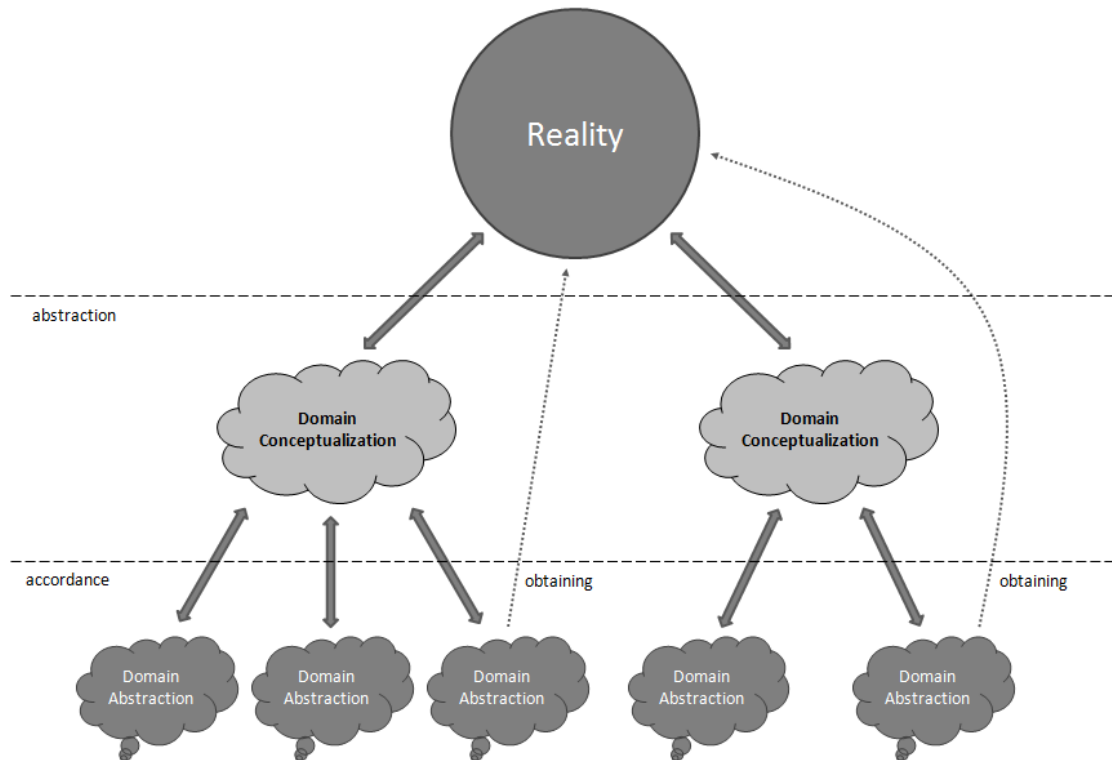 Reality
abstraction
Domain
Conceptualization
Domain
Conceptualization
accordance
obtaining
obtaining
Domain
Abstraction
Domain
Abstraction
Domain
Abstraction
Domain
Abstraction
Domain
Abstraction